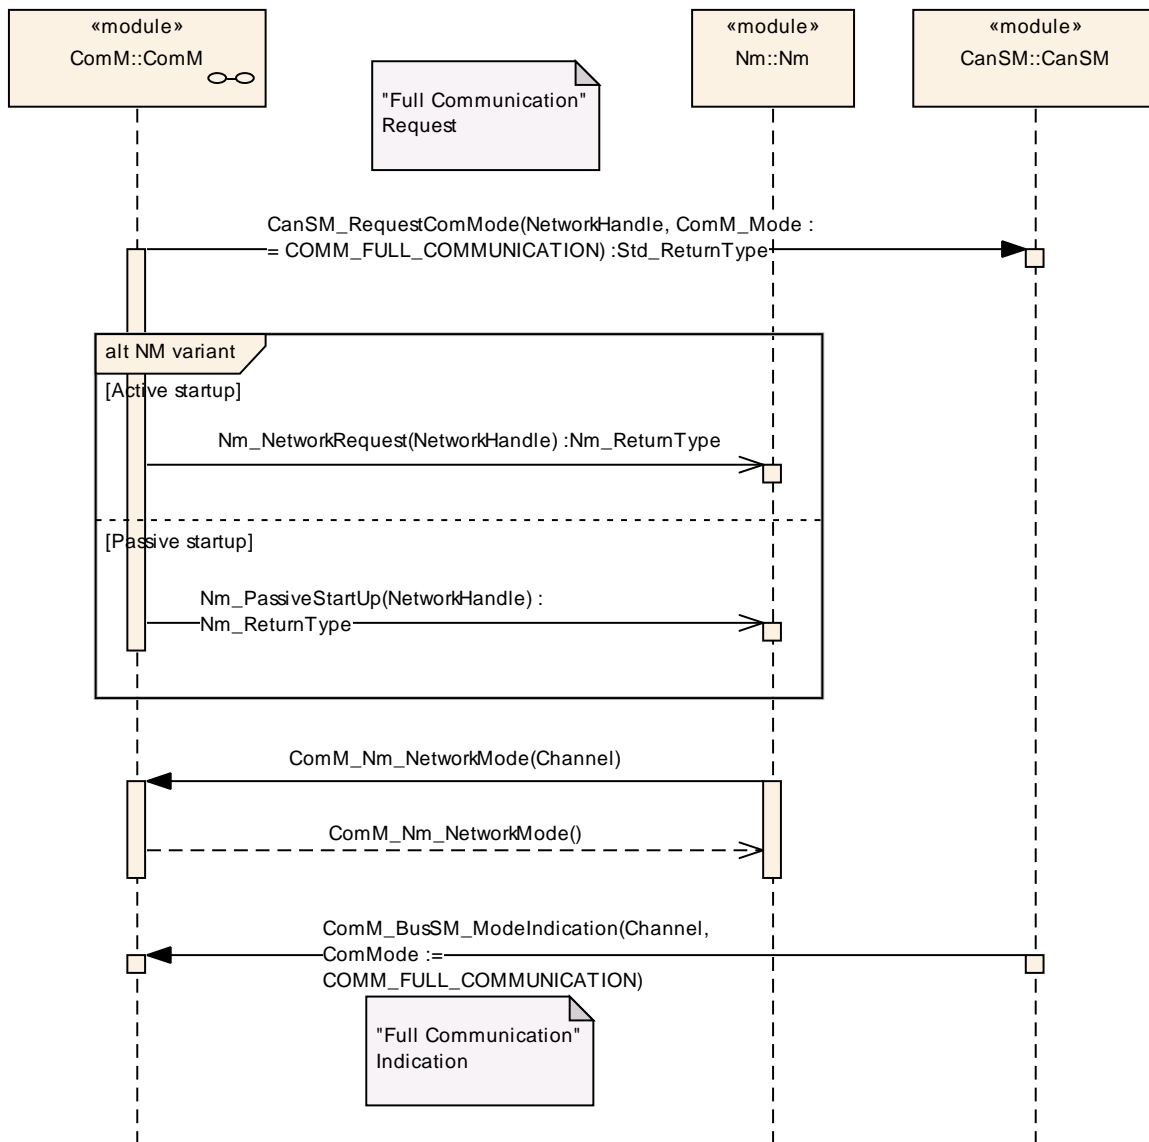 «module»
ComM::ComM
«module»
Nm::Nm
«module»
CanSM::CanSM
"Full Communication"
Request
CanSM_RequestComMode(NetworkHandle, ComM_Mode :
= COMM_FULL_COMMUNICATION) :Std_ReturnType
alt NM variant
[Active startup]
Nm_NetworkRequest(NetworkHandle) :Nm_ReturnType
[Passive startup]
Nm_PassiveStartUp(NetworkHandle) :
Nm_ReturnType
ComM_Nm_NetworkMode(Channel)
ComM_Nm_NetworkMode()
ComM_BusSM_ModeIndication(Channel,
ComMode :=
COMM_FULL_COMMUNICATION)
"Full Communication"
Indication